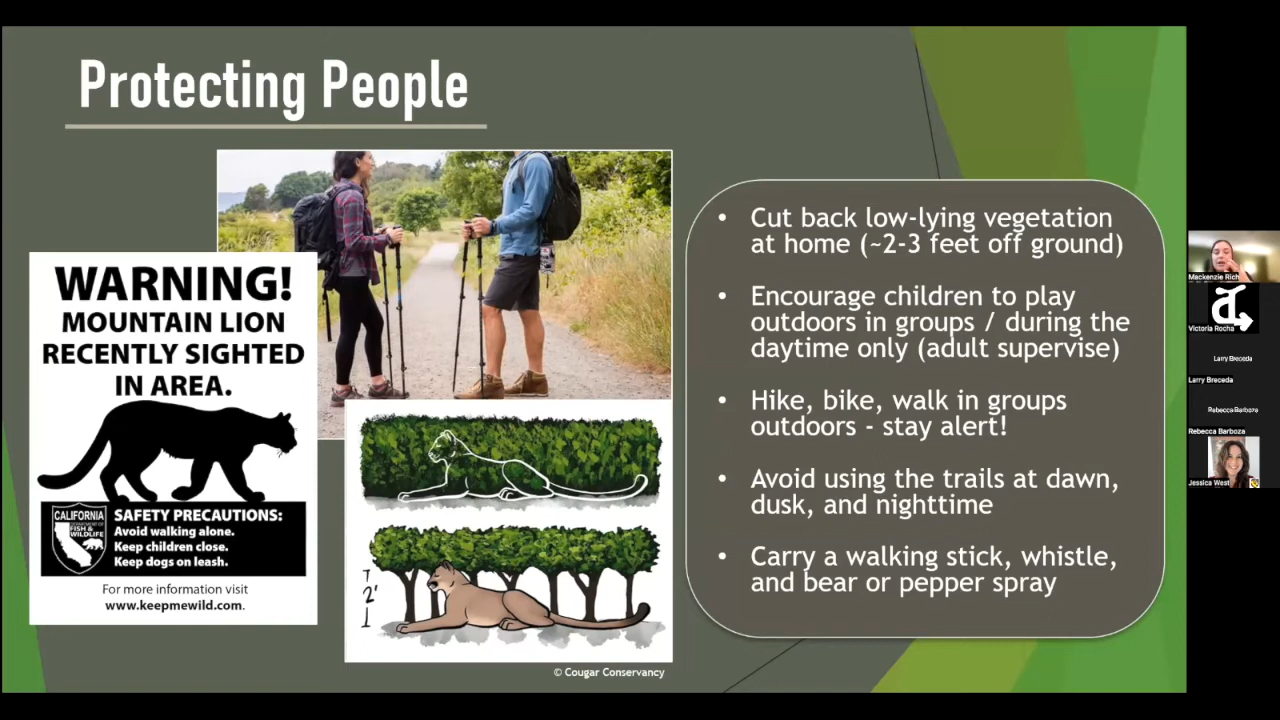 Protecting People
WARNING!
MOUNTAIN LION
RECENTLY SIGHTED
IN AREA.
CALIFORNIA
DEPARTMENT OF
FISH &
WILDLIFE
SAFETY PRECAUTIONS:
Avoid walking alone.
Keep children close.
Keep dogs on leash.
For more information visit
www.keepmewild.com.
2'
© Cougar Conservancy
• Cut back low-lying vegetation
at home (~2-3 feet off ground)
• Encourage children to play
outdoors in groups / during the
daytime only (adult supervise)
• Hike, bike, walk in groups
outdoors - stay alert!
• Avoid using the trails at dawn,
dusk, and nighttime
• Carry a walking stick, whistle,
and bear or pepper spray
Mackenzie Rich
Victoria Rocha
Larry Breceda
Larry Breceda
Rebecca Barboza
Rebecca Barboza
Jessica West